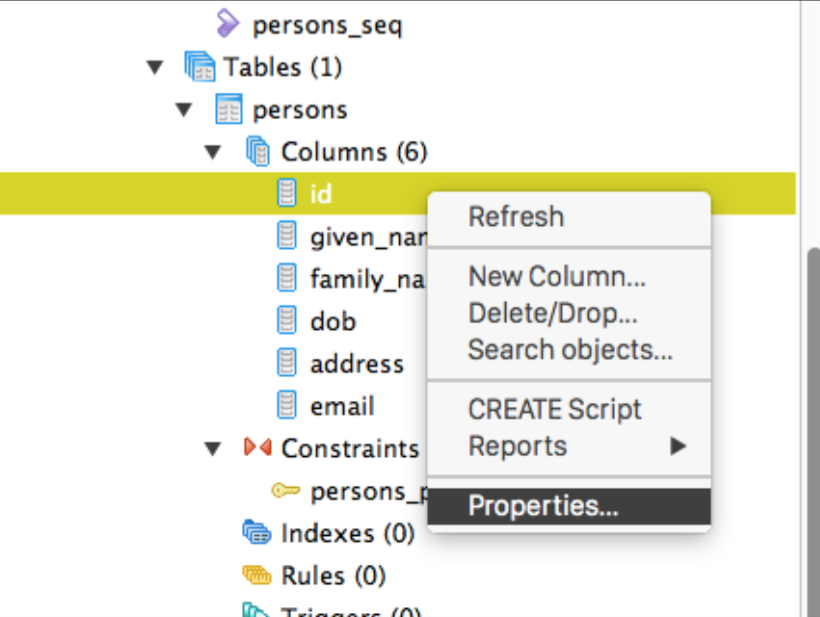 persons_seq
Tables (1)
persons
Columns (6)
id
Refresh
given_nar
New Column...
family_na
Delete/Drop...
dob
Search objects...
address
CREATE Script
email
Reports
Constraints
persons_p
Properties...
Indexes (0)
Rules (0)
Triggers (0)